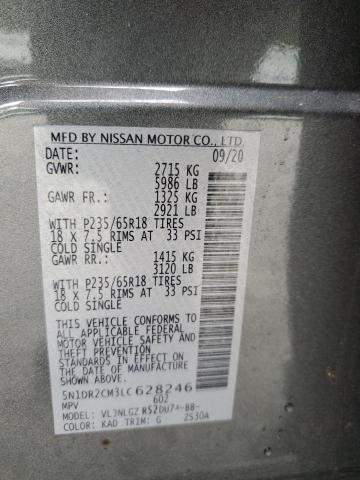 MFD BY NISSAN MOTOR CO., LTD.
DATE: 09/20
GVWR: 2715 KG
5986 LB
GAWR FR.: 1325 KG
2921 LB
WITH P235/65R18 TIRES
18 X 7.5 RIMS AT 33 PSI
COLD SINGLE
GAWR RR.: 1415 KG
3120 LB
WITH P235/65R18 TIRES
18 X 7.5 RIMS AT 33 PSI
COLD SINGLE
THIS VEHICLE CONFORMS TO
ALL APPLICABLE FEDERAL
MOTOR VEHICLE SAFETY AND
THEFT PREVENTION
STANDARDS IN EFFECT ON
THE DATE OF MANUFACTURE
SHOWN ABOVE.
5N1DR2CM3LC628246
MPV 602
MODEL:
COLOR: KAD TRIM: G 2530A